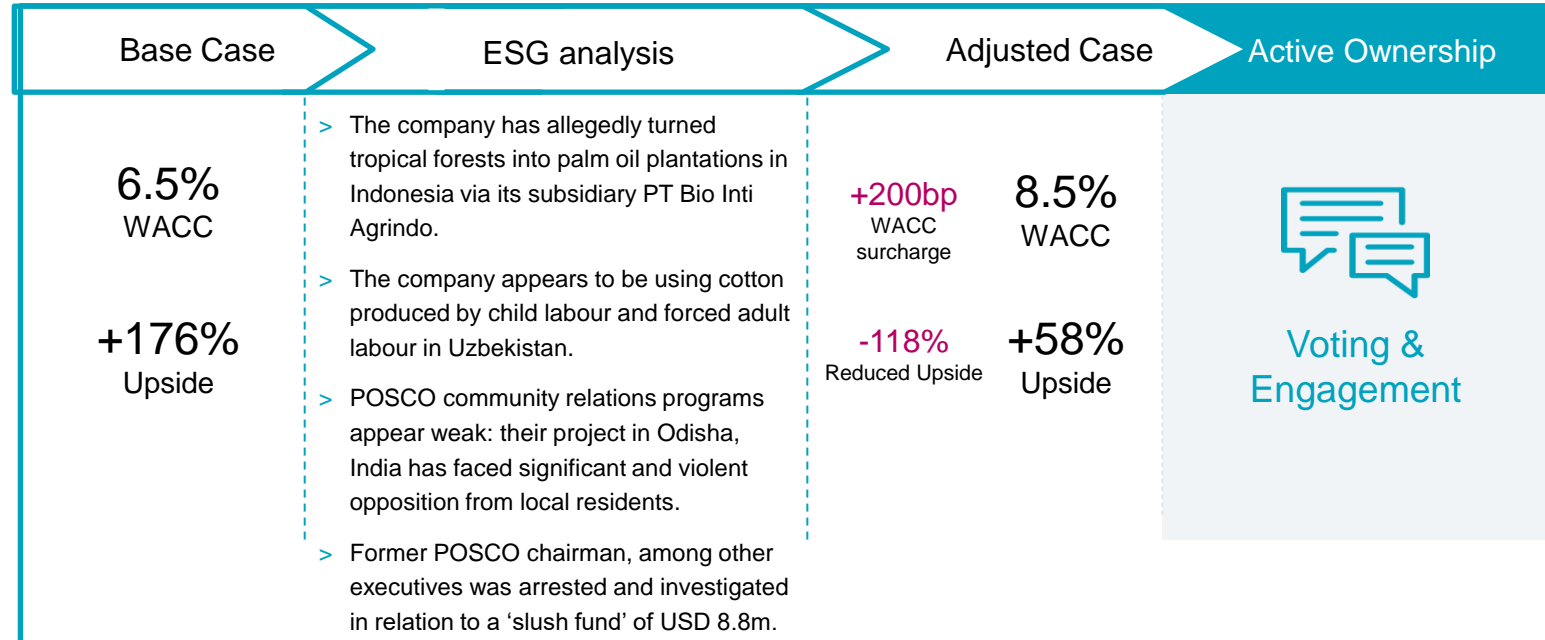 Base Case
ESG analysis
Adjusted Case
Active Ownership
6.5%
WACC
+176%
Upside
> The company has allegedly turned
tropical forests into palm oil plantations in
Indonesia via its subsidiary PT Bio Inti
Agrindo.
> The company appears to be using cotton
produced by child labour and forced adult
labour in Uzbekistan.
> POSCO community relations programs
appear weak: their project in Odisha,
India has faced significant and violent
opposition from local residents.
> Former POSCO chairman, among other
executives was arrested and investigated
in relation to a ‘slush fund’ of USD 8.8m.
+200bp
WACC
surcharge
8.5%
WACC
-118%
Reduced Upside
+58%
Upside
Voting &
Engagement